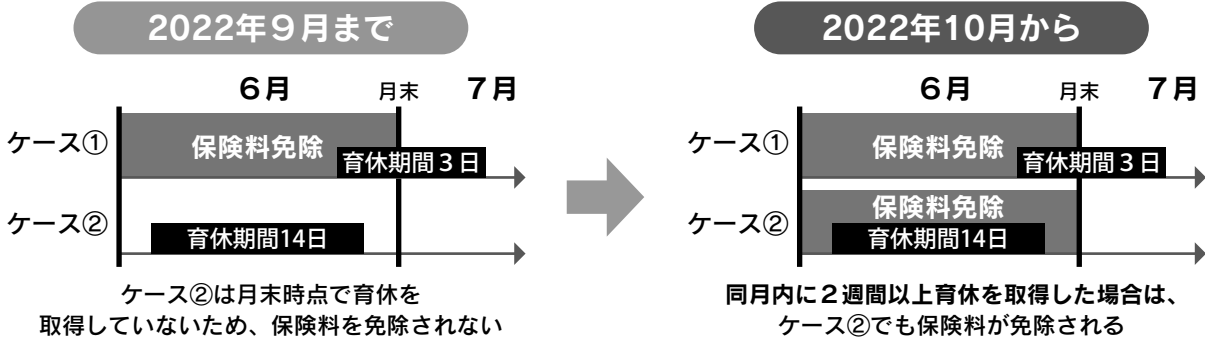 2022年９月まで
６月 月末 ７月
ケース① 保険料免除
育休期間３日
ケース② 育休期間14日
ケース②は月末時点で育休を
取得していないため、保険料を免除されない
2022年10月から
６月 月末 ７月
ケース① 保険料免除
育休期間３日
保険料免除
ケース② 育休期間14日
同月内に２週間以上育休を取得した場合は、
ケース②でも保険料が免除される